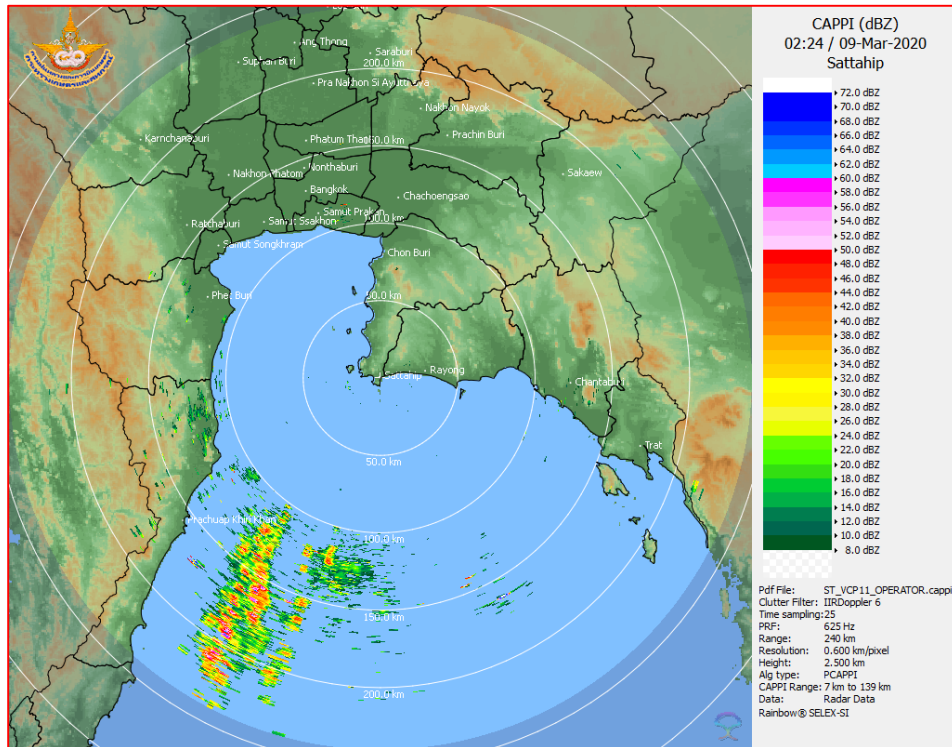 CAPPI (dBZ)
02:24 / 09-Mar-2020
Sattahip
72.0 dBZ
70.0 dBZ
68.0 dBZ
66.0 dBZ
64.0 dBZ
62.0 dBZ
60.0 dBZ
58.0 dBZ
56.0 dBZ
54.0 dBZ
52.0 dBZ
50.0 dBZ
48.0 dBZ
46.0 dBZ
44.0 dBZ
42.0 dBZ
40.0 dBZ
38.0 dBZ
36.0 dBZ
34.0 dBZ
32.0 dBZ
30.0 dBZ
28.0 dBZ
26.0 dBZ
24.0 dBZ
22.0 dBZ
20.0 dBZ
18.0 dBZ
16.0 dBZ
14.0 dBZ
12.0 dBZ
10.0 dBZ
8.0 dBZ
Pdf File: ST_VCP11_OPERATOR.cappi
Clutter Filter: IIRDoppler 6
Time sampling:25
PRF: 625 Hz
Range: 240 km
Resolution: 0.600 km/pixel
Height: 2.500 km
Alg type: PCAPPI
CAPPI Range: 7 km to 139 km
Data: Radar Data
Rainbow® SELEX-SI
Ang Thong
Saraburi
Suphan Buri
200.0 km
Pra Nakhon Si Ayutthaya
Nakhon Nayok
Karnchanaburi
Phatum Thani
Prachin Buri
Nonthaburi
Nakhon Phatom
Sakaew
Bangkok
Chachoengsao
Samut Prakan
100.0 km
Ratchaburi
Samut Ssakhon
Samut Songkhram
Chon Buri
Phet Buri
50.0 km
Sattahip
Rayong
Chantaburi
Trat
50.0 km
Prachuap Khiri Khan
100.0 km
150.0 km
200.0 km